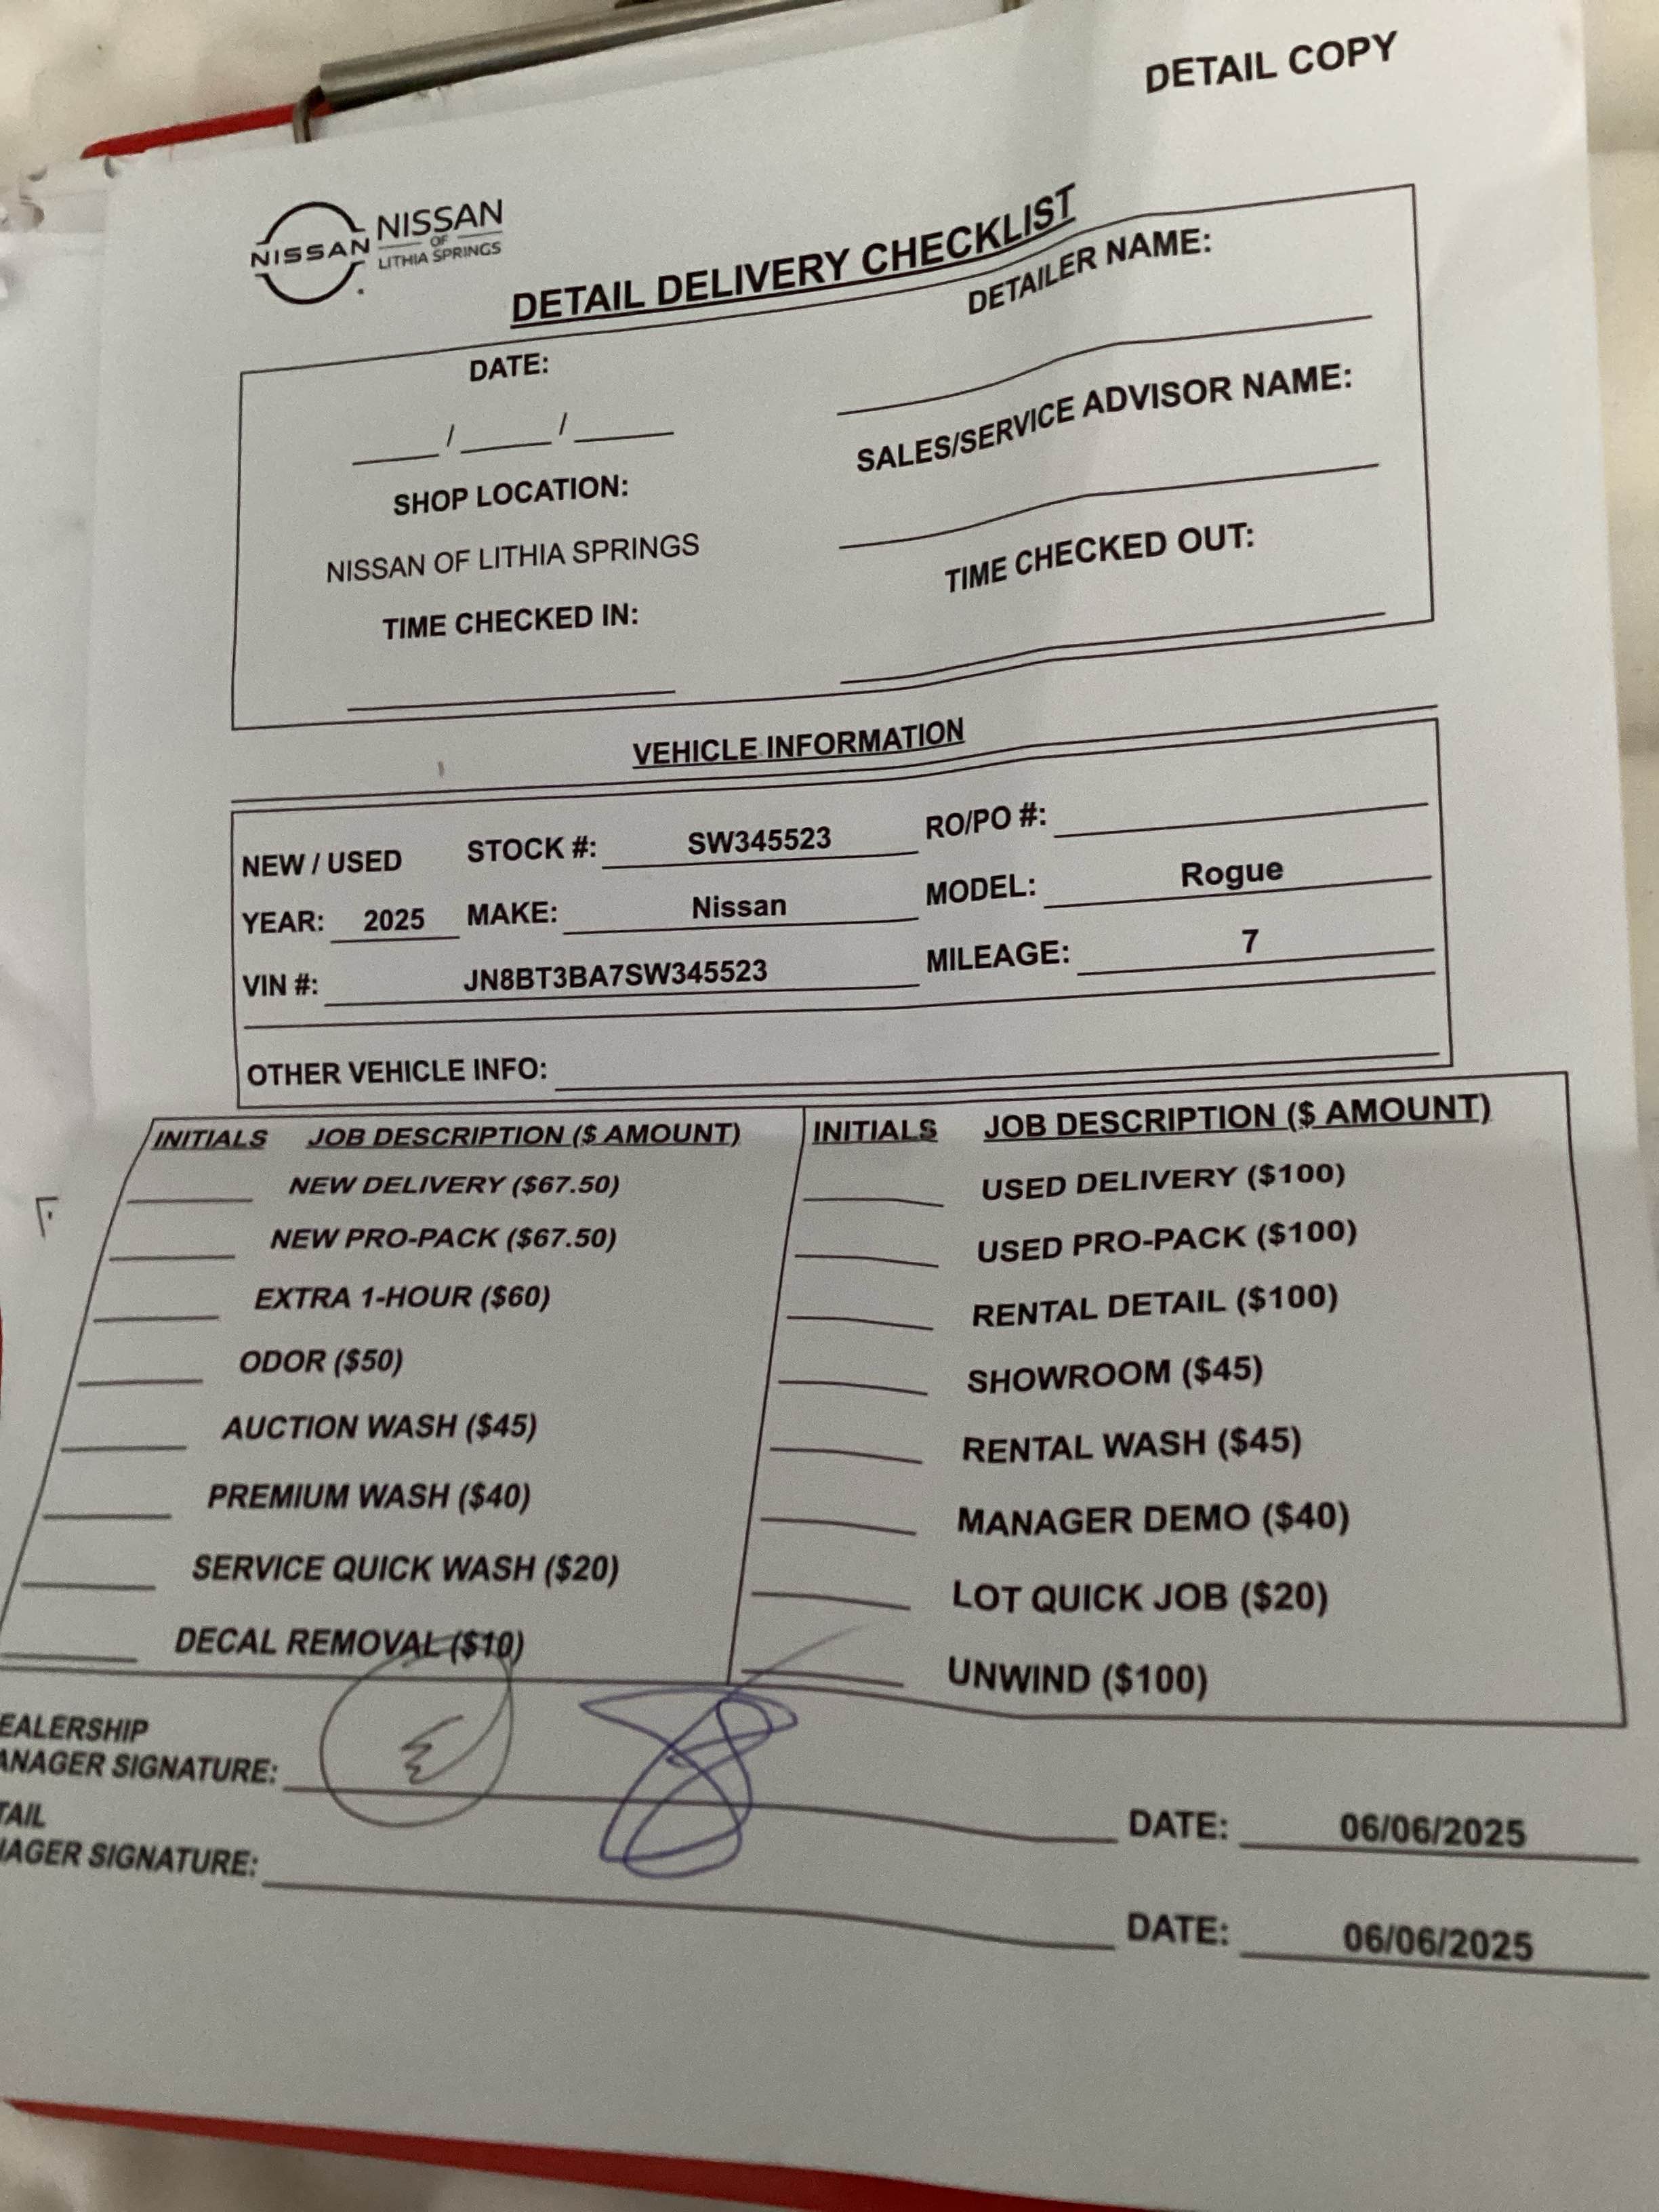 DETAIL COPY
NISSAN
NISSAN
OF
LITHIA SPRINGS
DETAIL DELIVERY CHECKLIST
DATE:
DETAILER NAME:
___/___/___
SHOP LOCATION:
SALES/SERVICE ADVISOR NAME:
NISSAN OF LITHIA SPRINGS
TIME CHECKED IN:
TIME CHECKED OUT:
VEHICLE INFORMATION
NEW / USED STOCK #: SW345523 RO/PO #:
YEAR: 2025 MAKE: Nissan MODEL: Rogue
VIN #: JN8BT3BA7SW345523 MILEAGE: 7
OTHER VEHICLE INFO:
INITIALS JOB DESCRIPTION ($ AMOUNT) INITIALS JOB DESCRIPTION ($ AMOUNT)
NEW DELIVERY ($67.50) USED DELIVERY ($100)
NEW PRO-PACK ($67.50) USED PRO-PACK ($100)
EXTRA 1-HOUR ($60) RENTAL DETAIL ($100)
ODOR ($50) SHOWROOM ($45)
AUCTION WASH ($45) RENTAL WASH ($45)
PREMIUM WASH ($40) MANAGER DEMO ($40)
SERVICE QUICK WASH ($20) LOT QUICK JOB ($20)
DECAL REMOVAL ($10) UNWIND ($100)
EALERSHIP
ANAGER SIGNATURE: DATE: 06/06/2025
TAIL
NAGER SIGNATURE: DATE: 06/06/2025